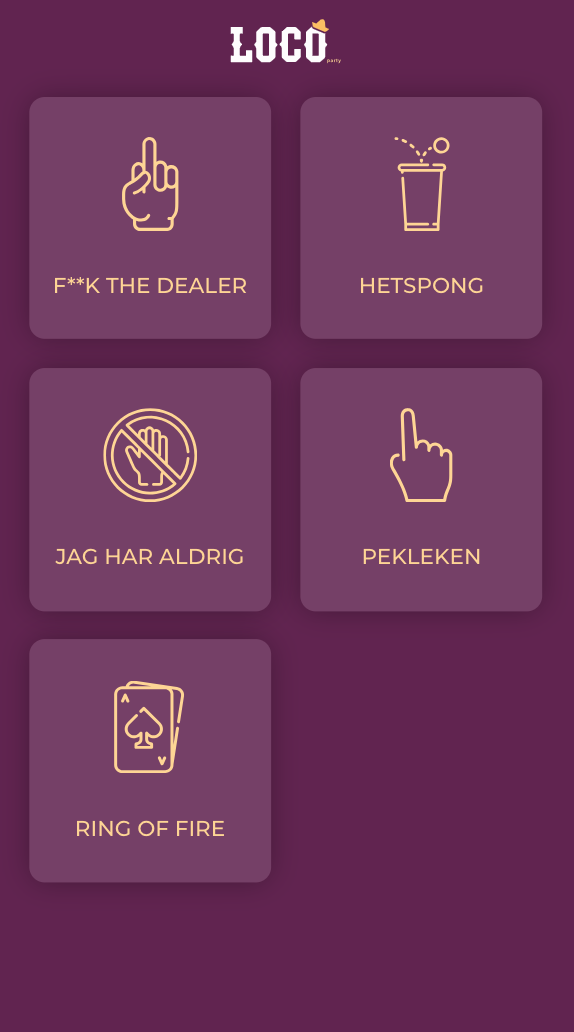 LOCO
party
F**K THE DEALER
HETSPONG
JAG HAR ALDRIG
PEKLEKEN
A
A
RING OF FIRE